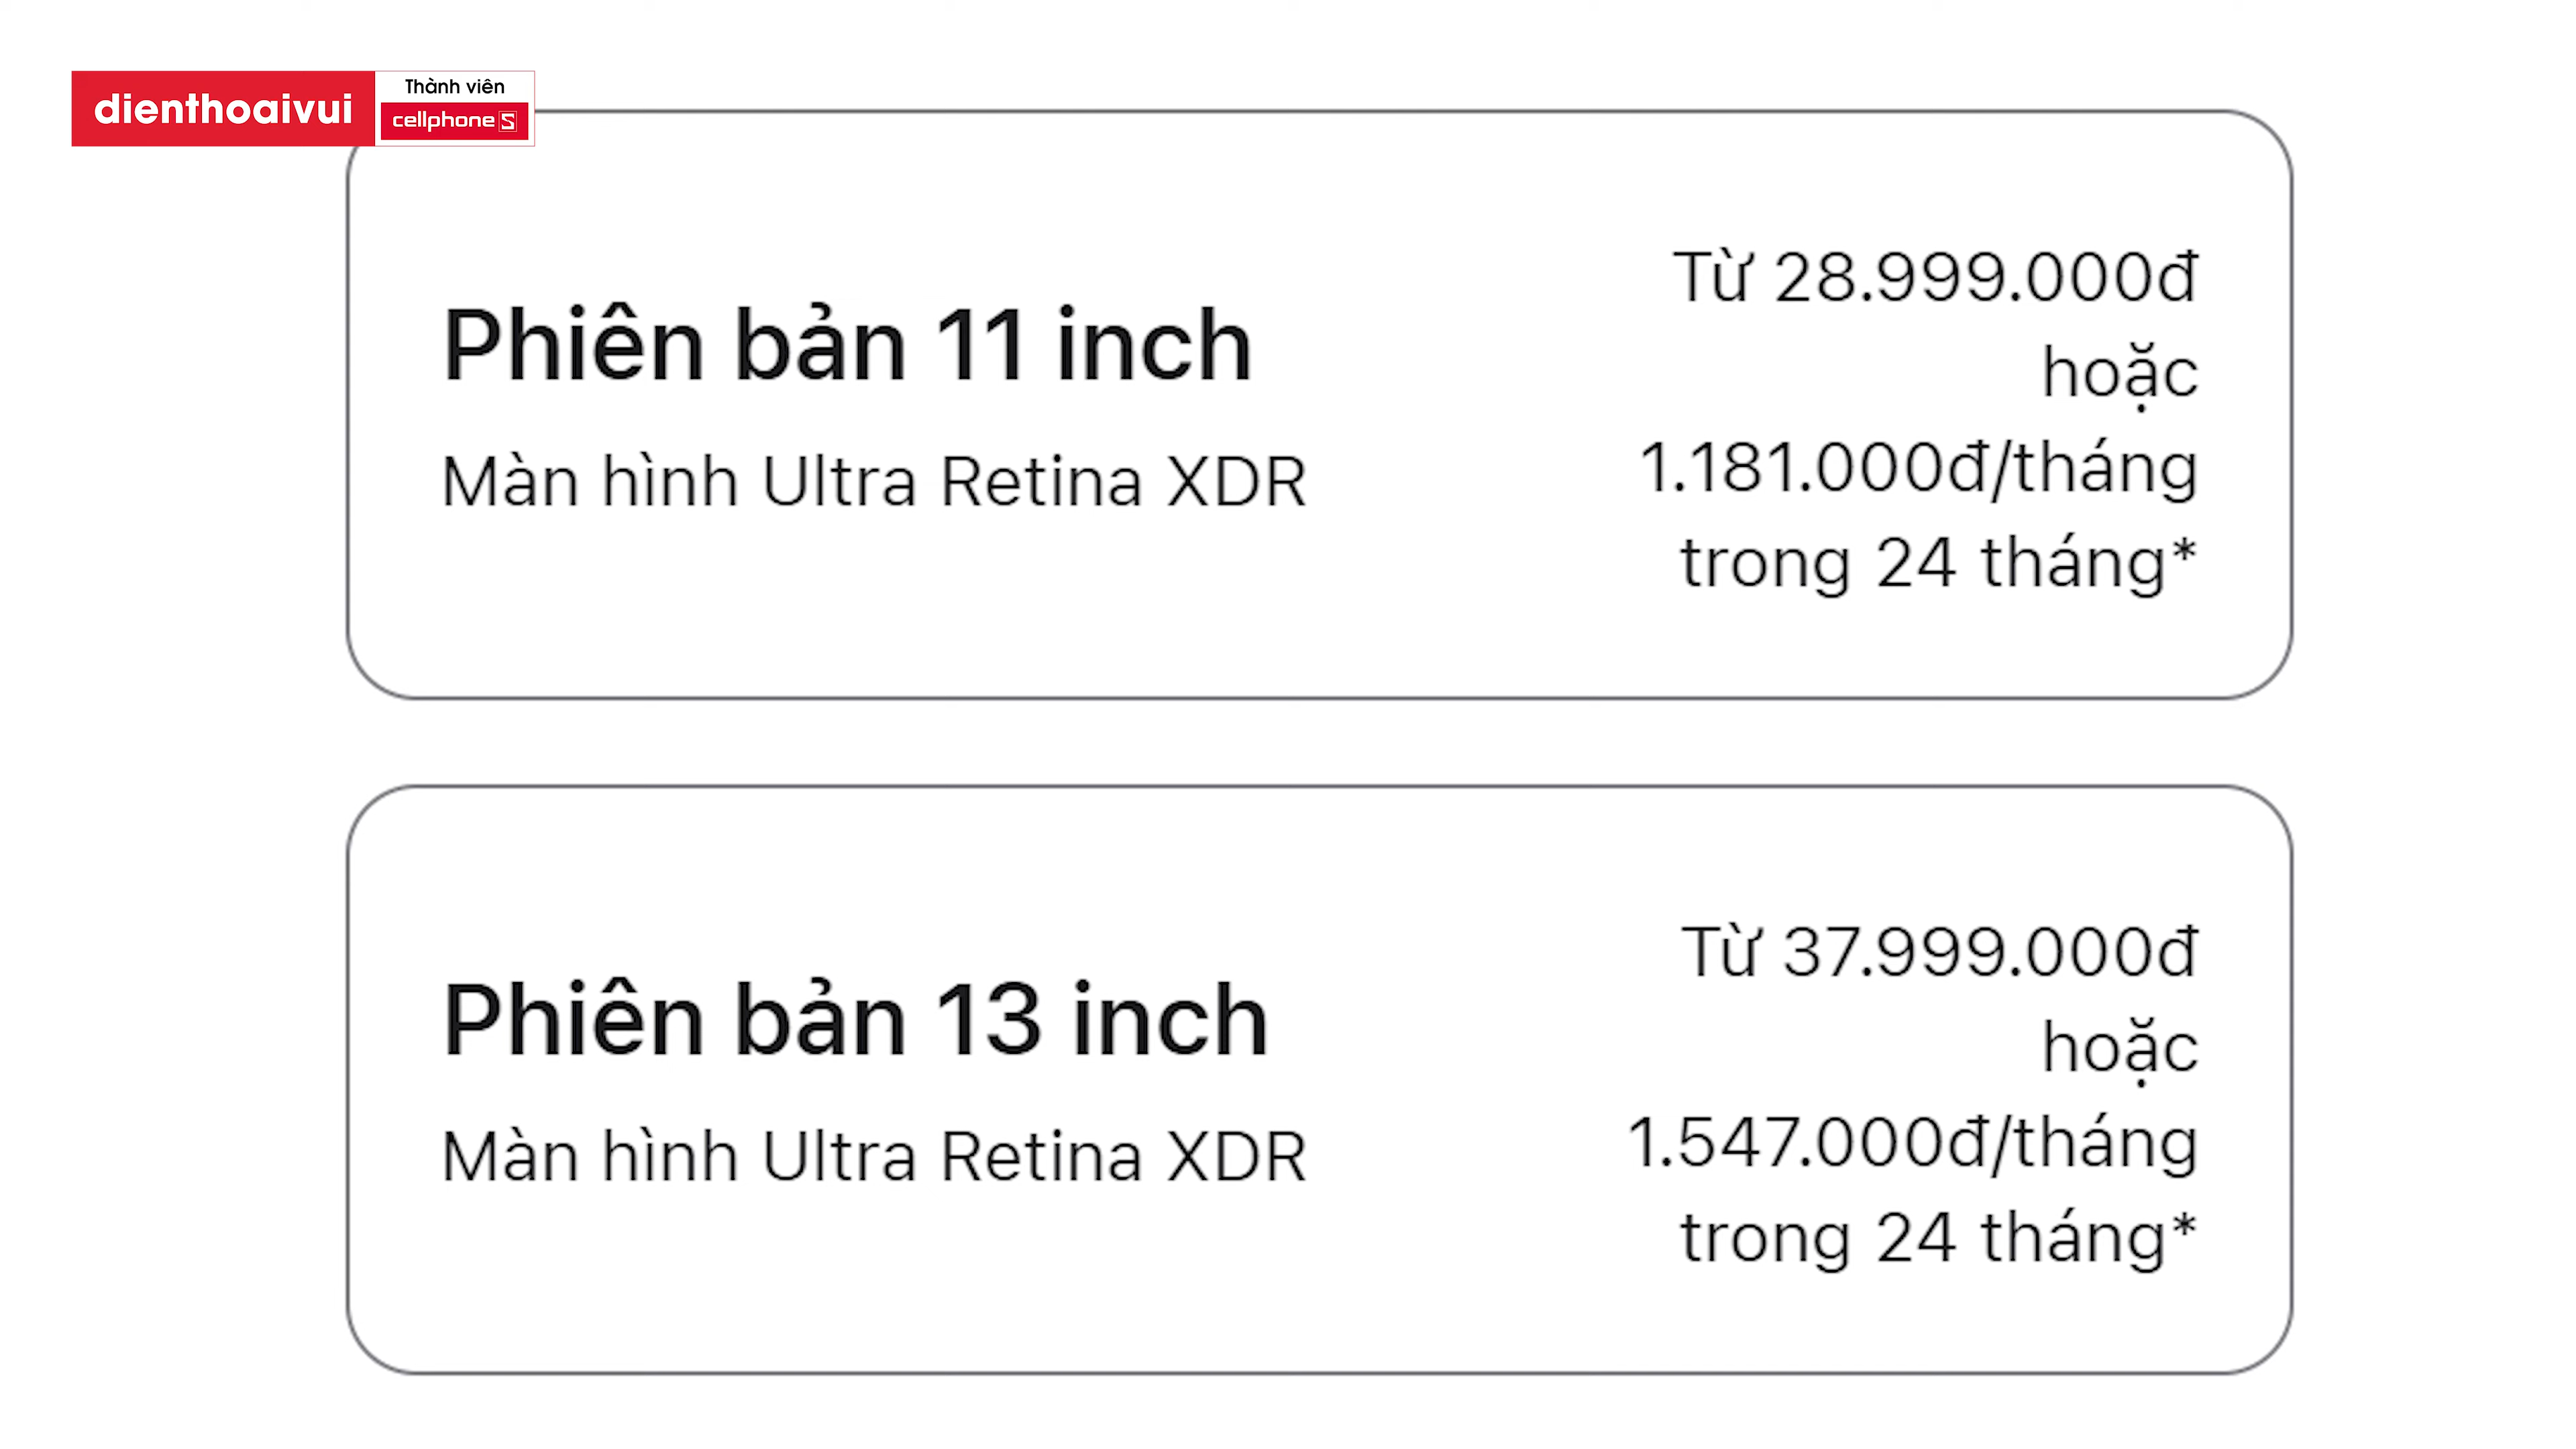 dienthoaivui
Thành viên
cellphoneS
Phiên bản 11 inch
Màn hình Ultra Retina XDR
Từ 28.999.000đ
hoặc
1.181.000đ/tháng
trong 24 tháng*
Phiên bản 13 inch
Màn hình Ultra Retina XDR
Từ 37.999.000đ
hoặc
1.547.000đ/tháng
trong 24 tháng*